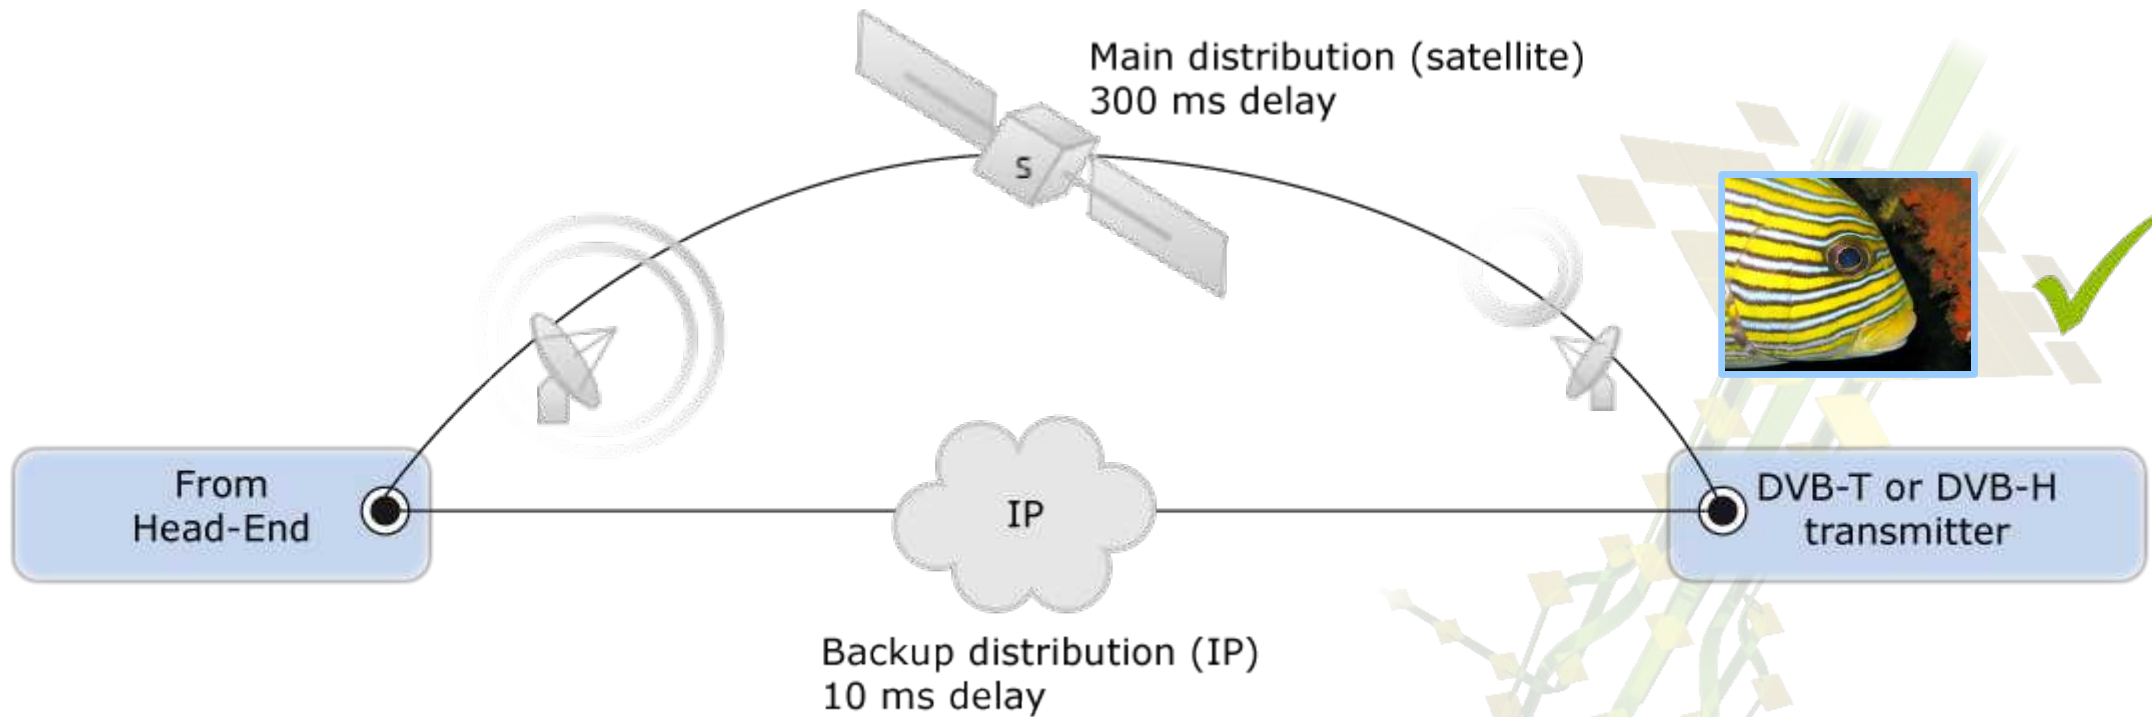 Main distribution (satellite)
300 ms delay
S
From
Head-End
IP
DVB-T or DVB-H
transmitter
Backup distribution (IP)
10 ms delay